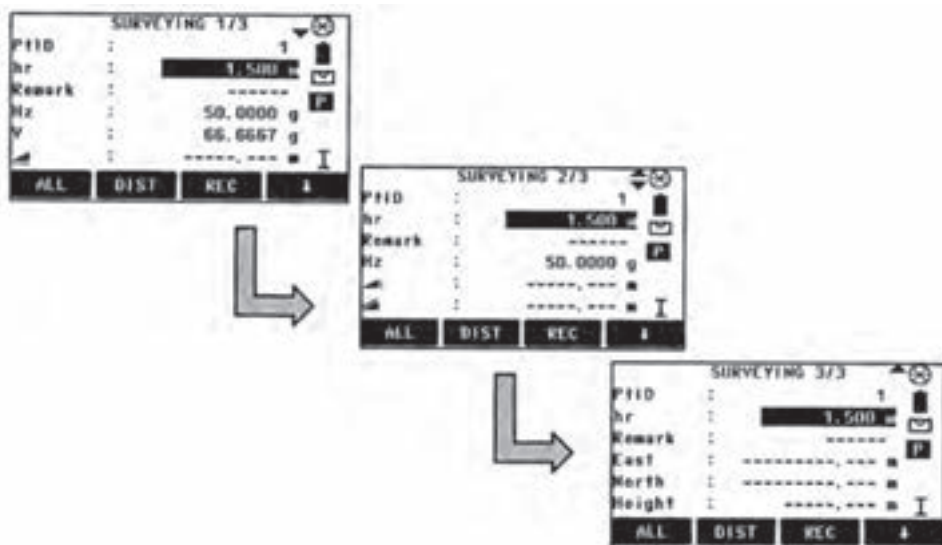 SURVEYING 1/3
PtID : 1
hr : 1.500 m
Remark : ------
Hz : 50.0000 g
V : 66.6667 g
: -----.--- m
ALL DIST REC ↓
SURVEYING 2/3
PtID : 1
hr : 1.500 m
Remark : ------
Hz : 50.0000 g
: -----.--- m
: -----.--- m
ALL DIST REC ↓
SURVEYING 3/3
PtID : 1
hr : 1.500 m
Remark : ------
East : ---------.--- m
North : ---------.--- m
Height : -----.--- m
ALL DIST REC ↓
P
I
P
I
P
I